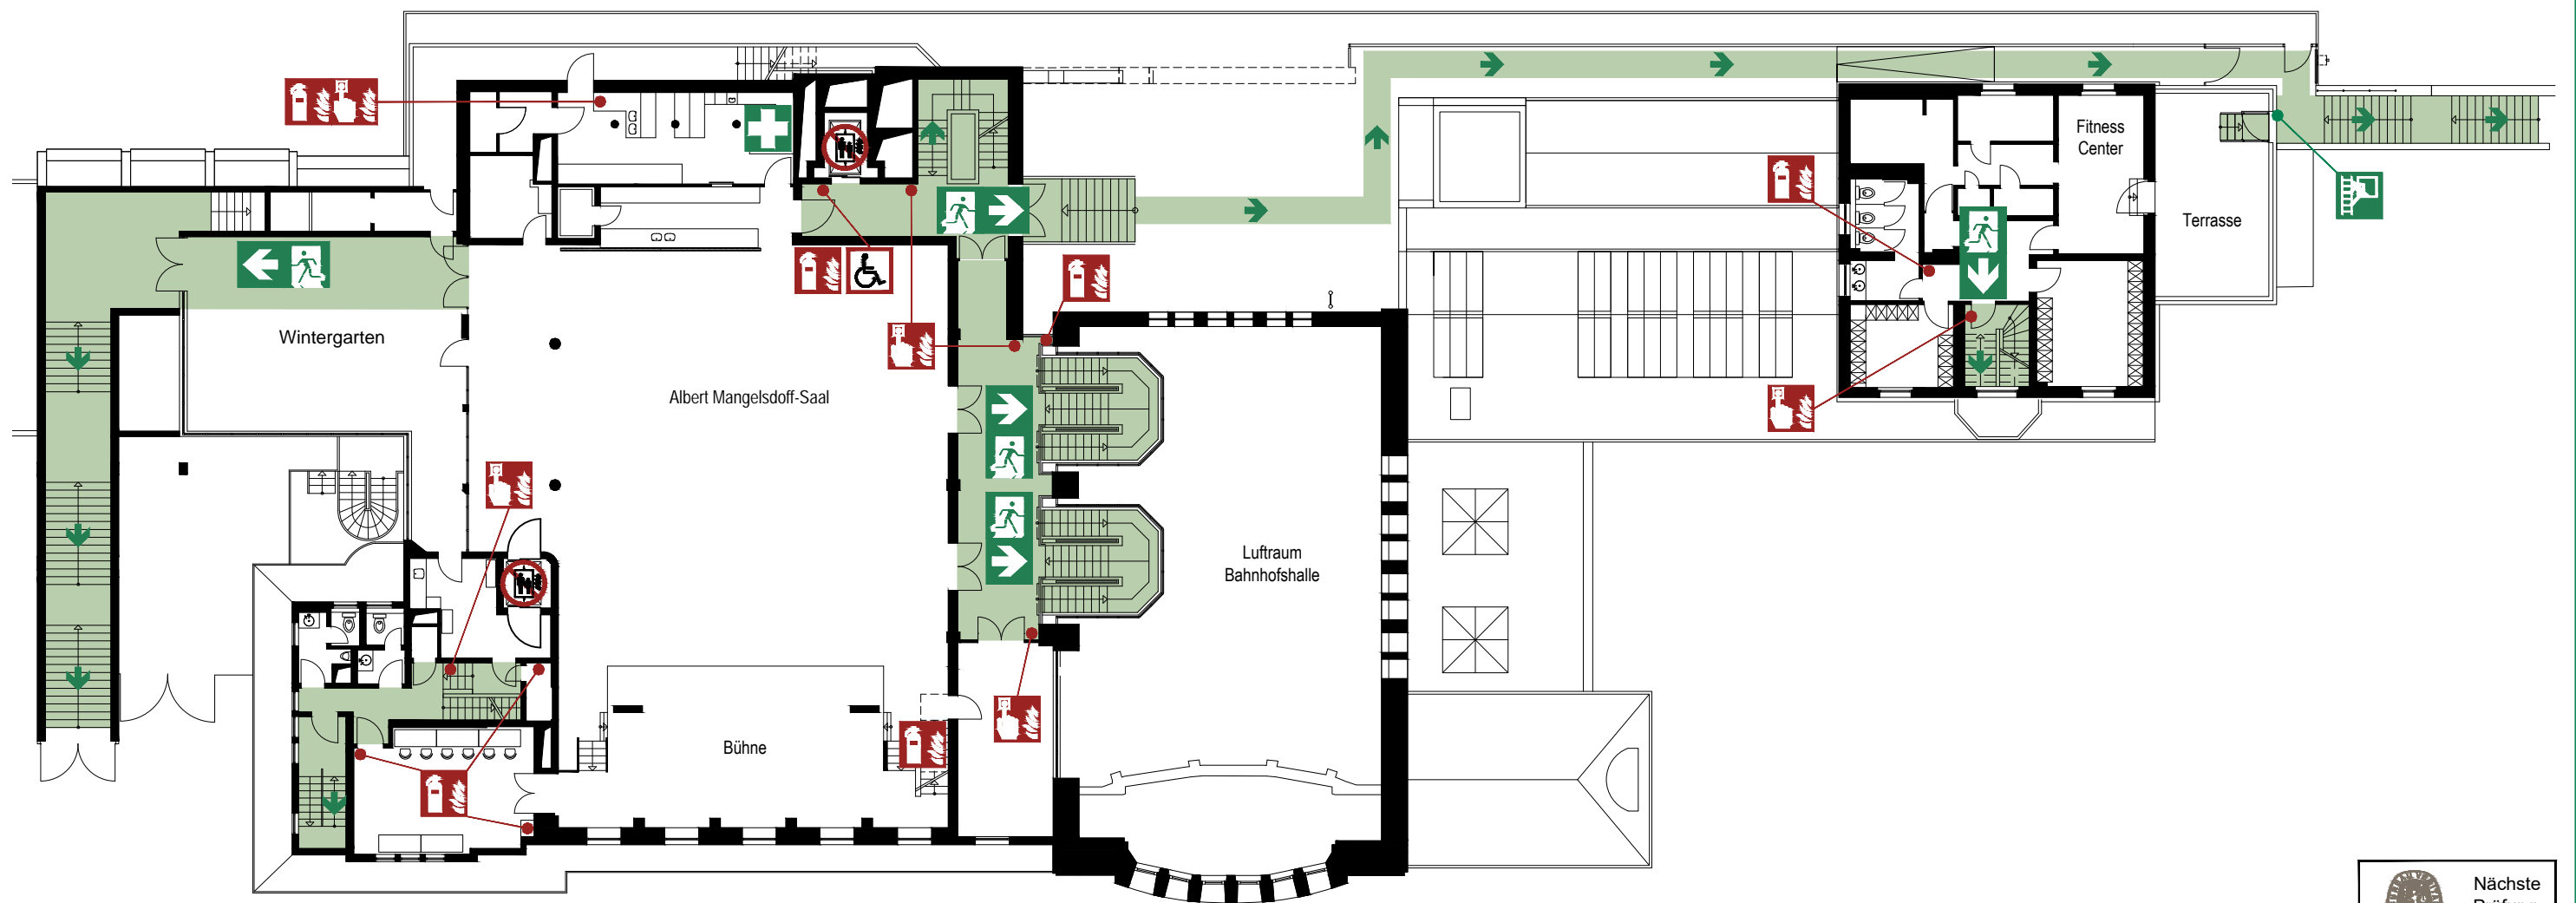 Fitness
Center
Terrasse
Wintergarten
Albert Mangelsdoff-Saal
Luftraum
Bahnhofshalle
Bühne
Nächste